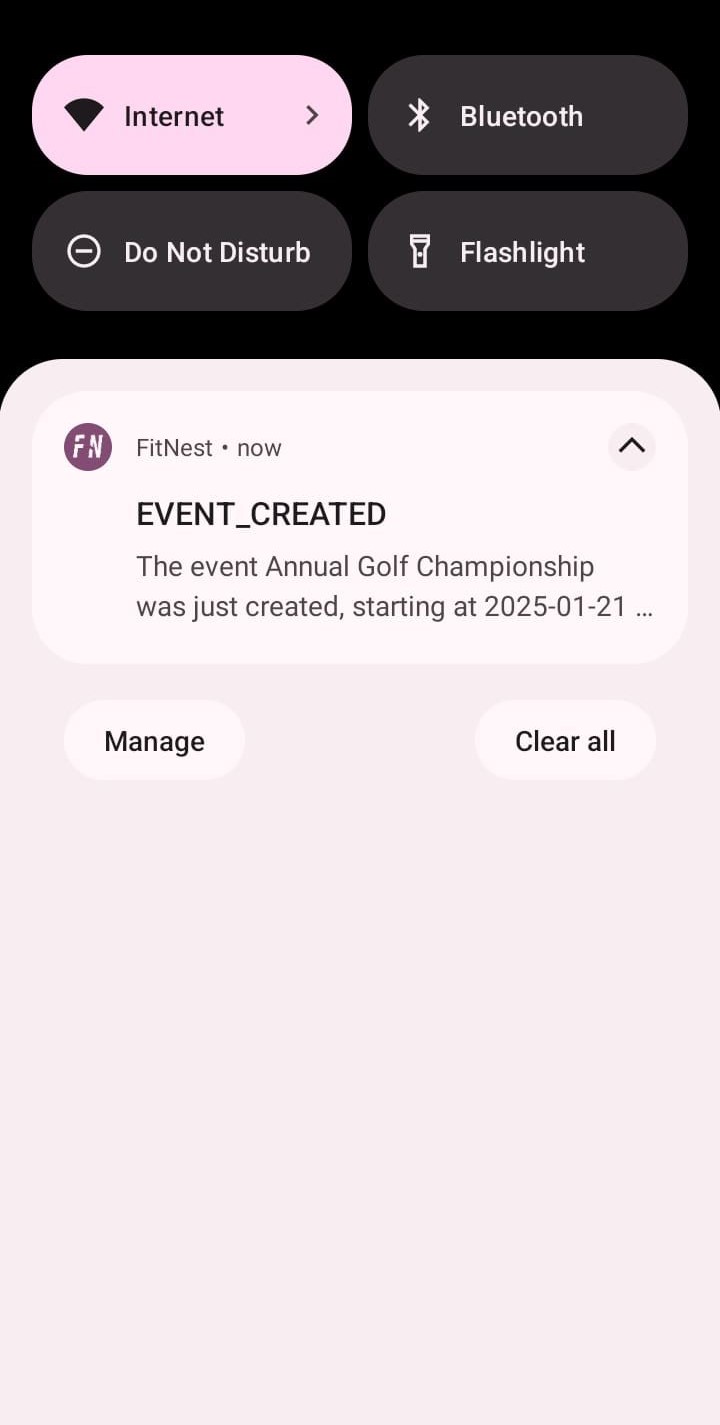 Internet
Bluetooth
Do Not Disturb
Flashlight
FN
FitNest • now
EVENT_CREATED
The event Annual Golf Championship
was just created, starting at 2025-01-21 …
Manage
Clear all